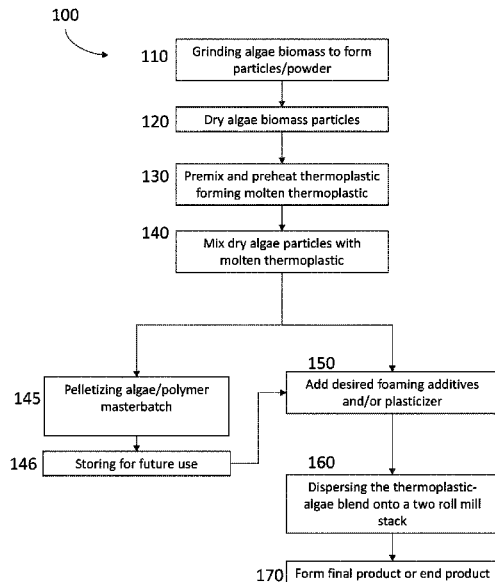 100
110
Grinding algae biomass to form
particles/powder
120
Dry algae biomass particles
130
Premix and preheat thermoplastic
forming molten thermoplastic
140
Mix dry algae particles with
molten thermoplastic
145
Pelletizing algae/polymer
masterbatch
146
Storing for future use
150
Add desired foaming additives
and/or plasticizer
160
Dispersing the thermoplastic-
algae blend onto a two roll mill
stack
170
Form final product or end product